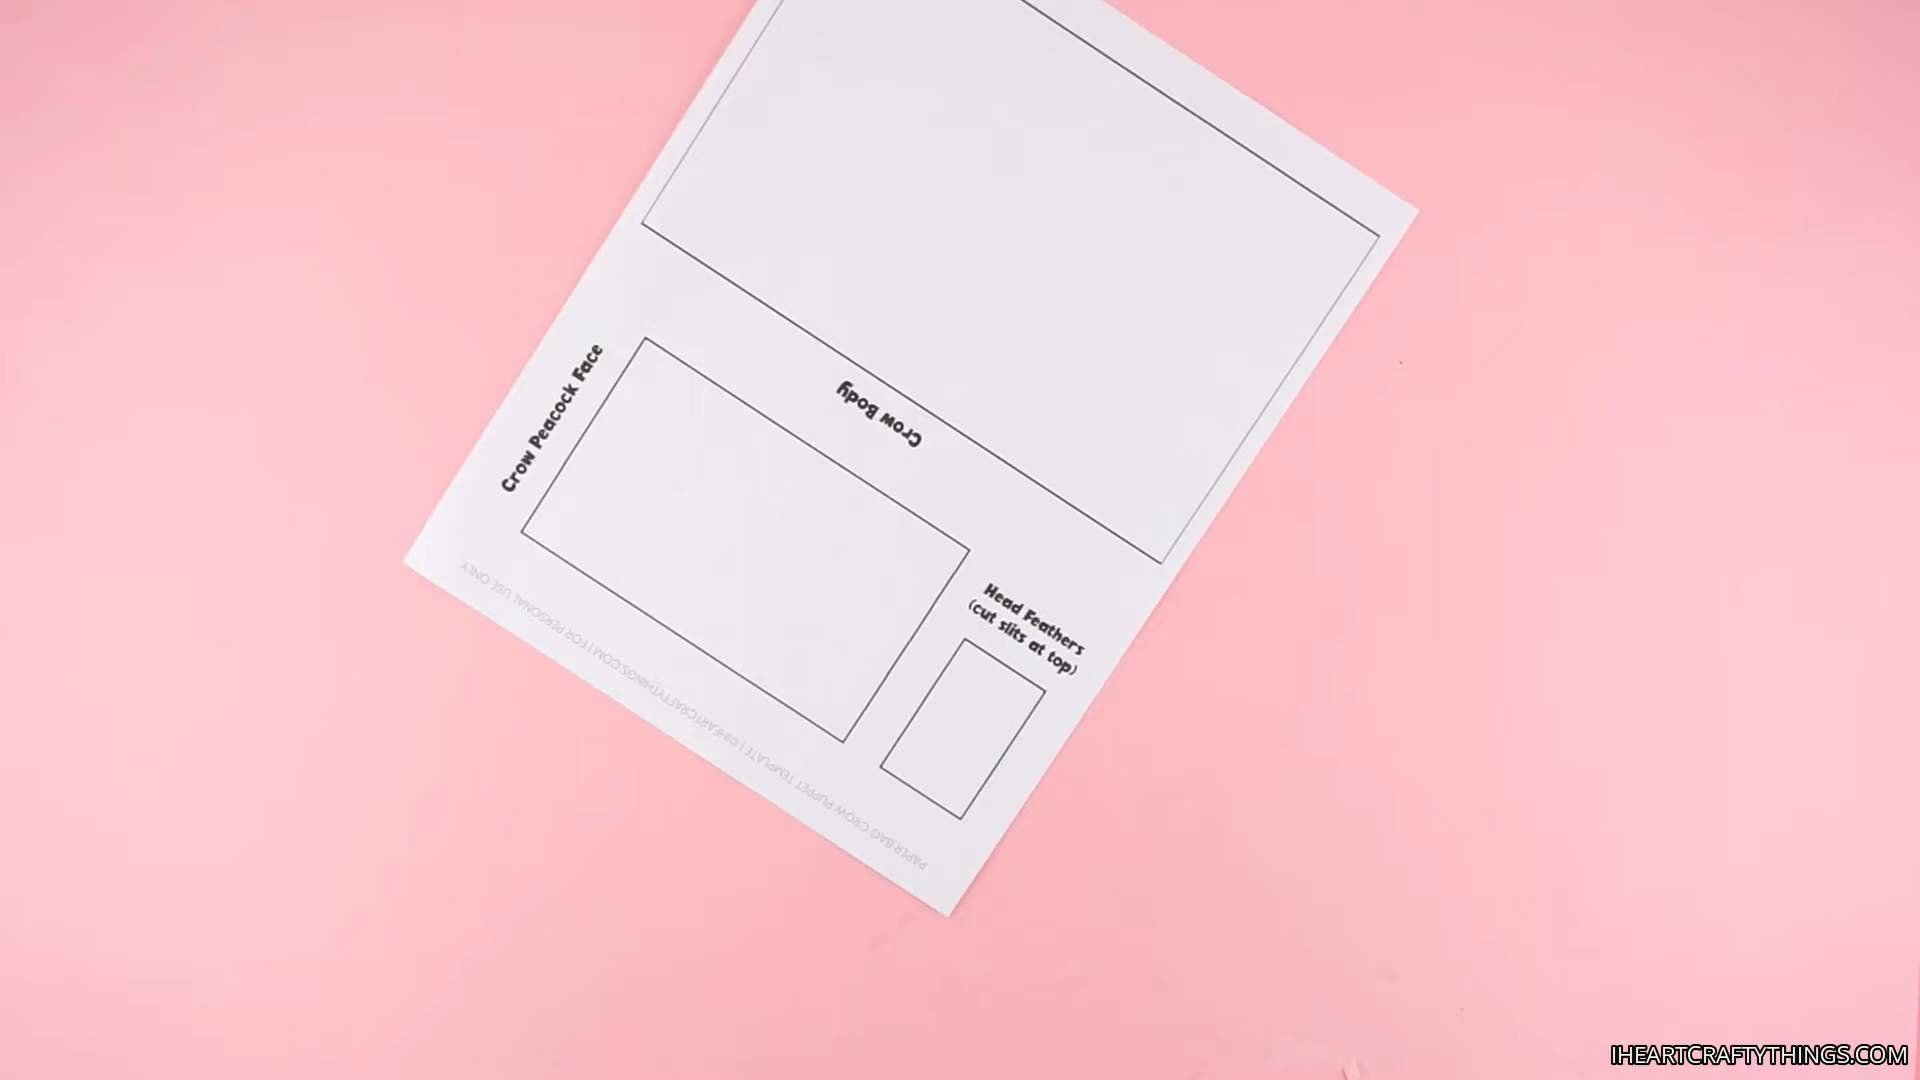 Crow Body
Crow Peacock Face
Head Feathers
(cut slits at top)
PAPER BAG CROW PUPPET TEMPLATE | ©IHEARTCRAFTYTHINGS.COM | FOR PERSONAL USE ONLY
IHEARTCRAFTYTHINGS.COM